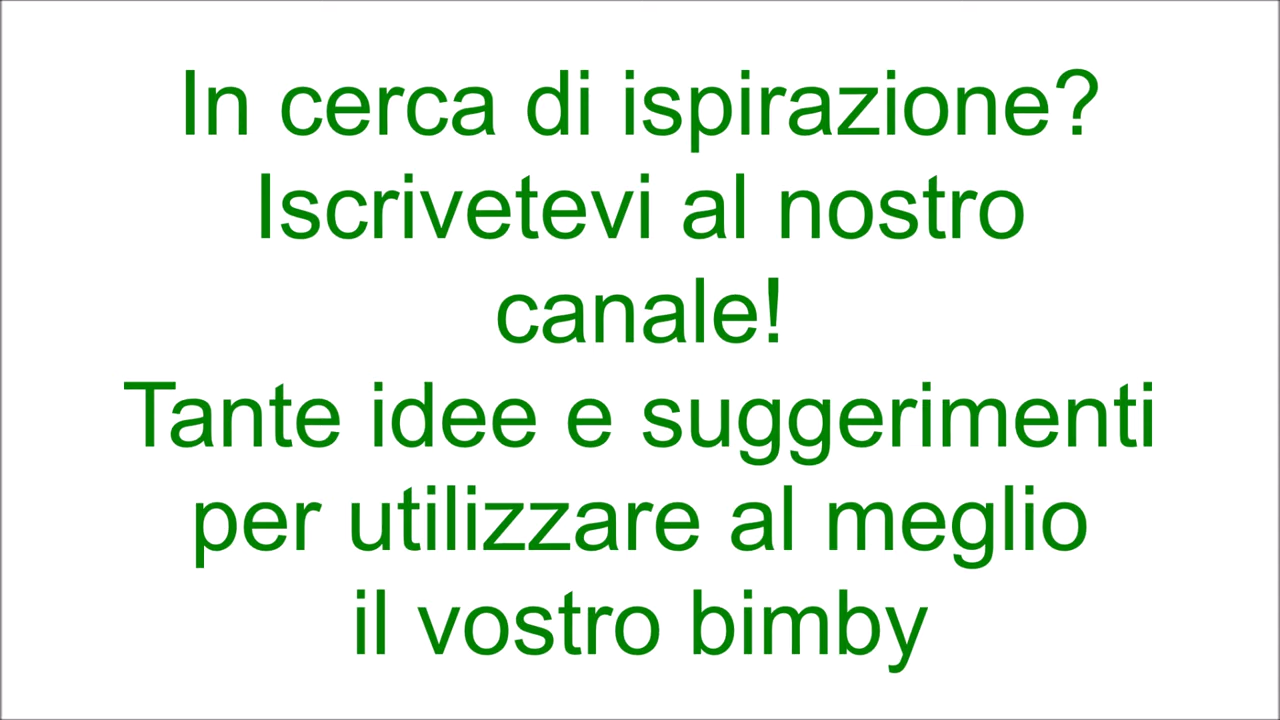 In cerca di ispirazione?
Iscrivetevi al nostro
canale!
Tante idee e suggerimenti
per utilizzare al meglio
il vostro bimby